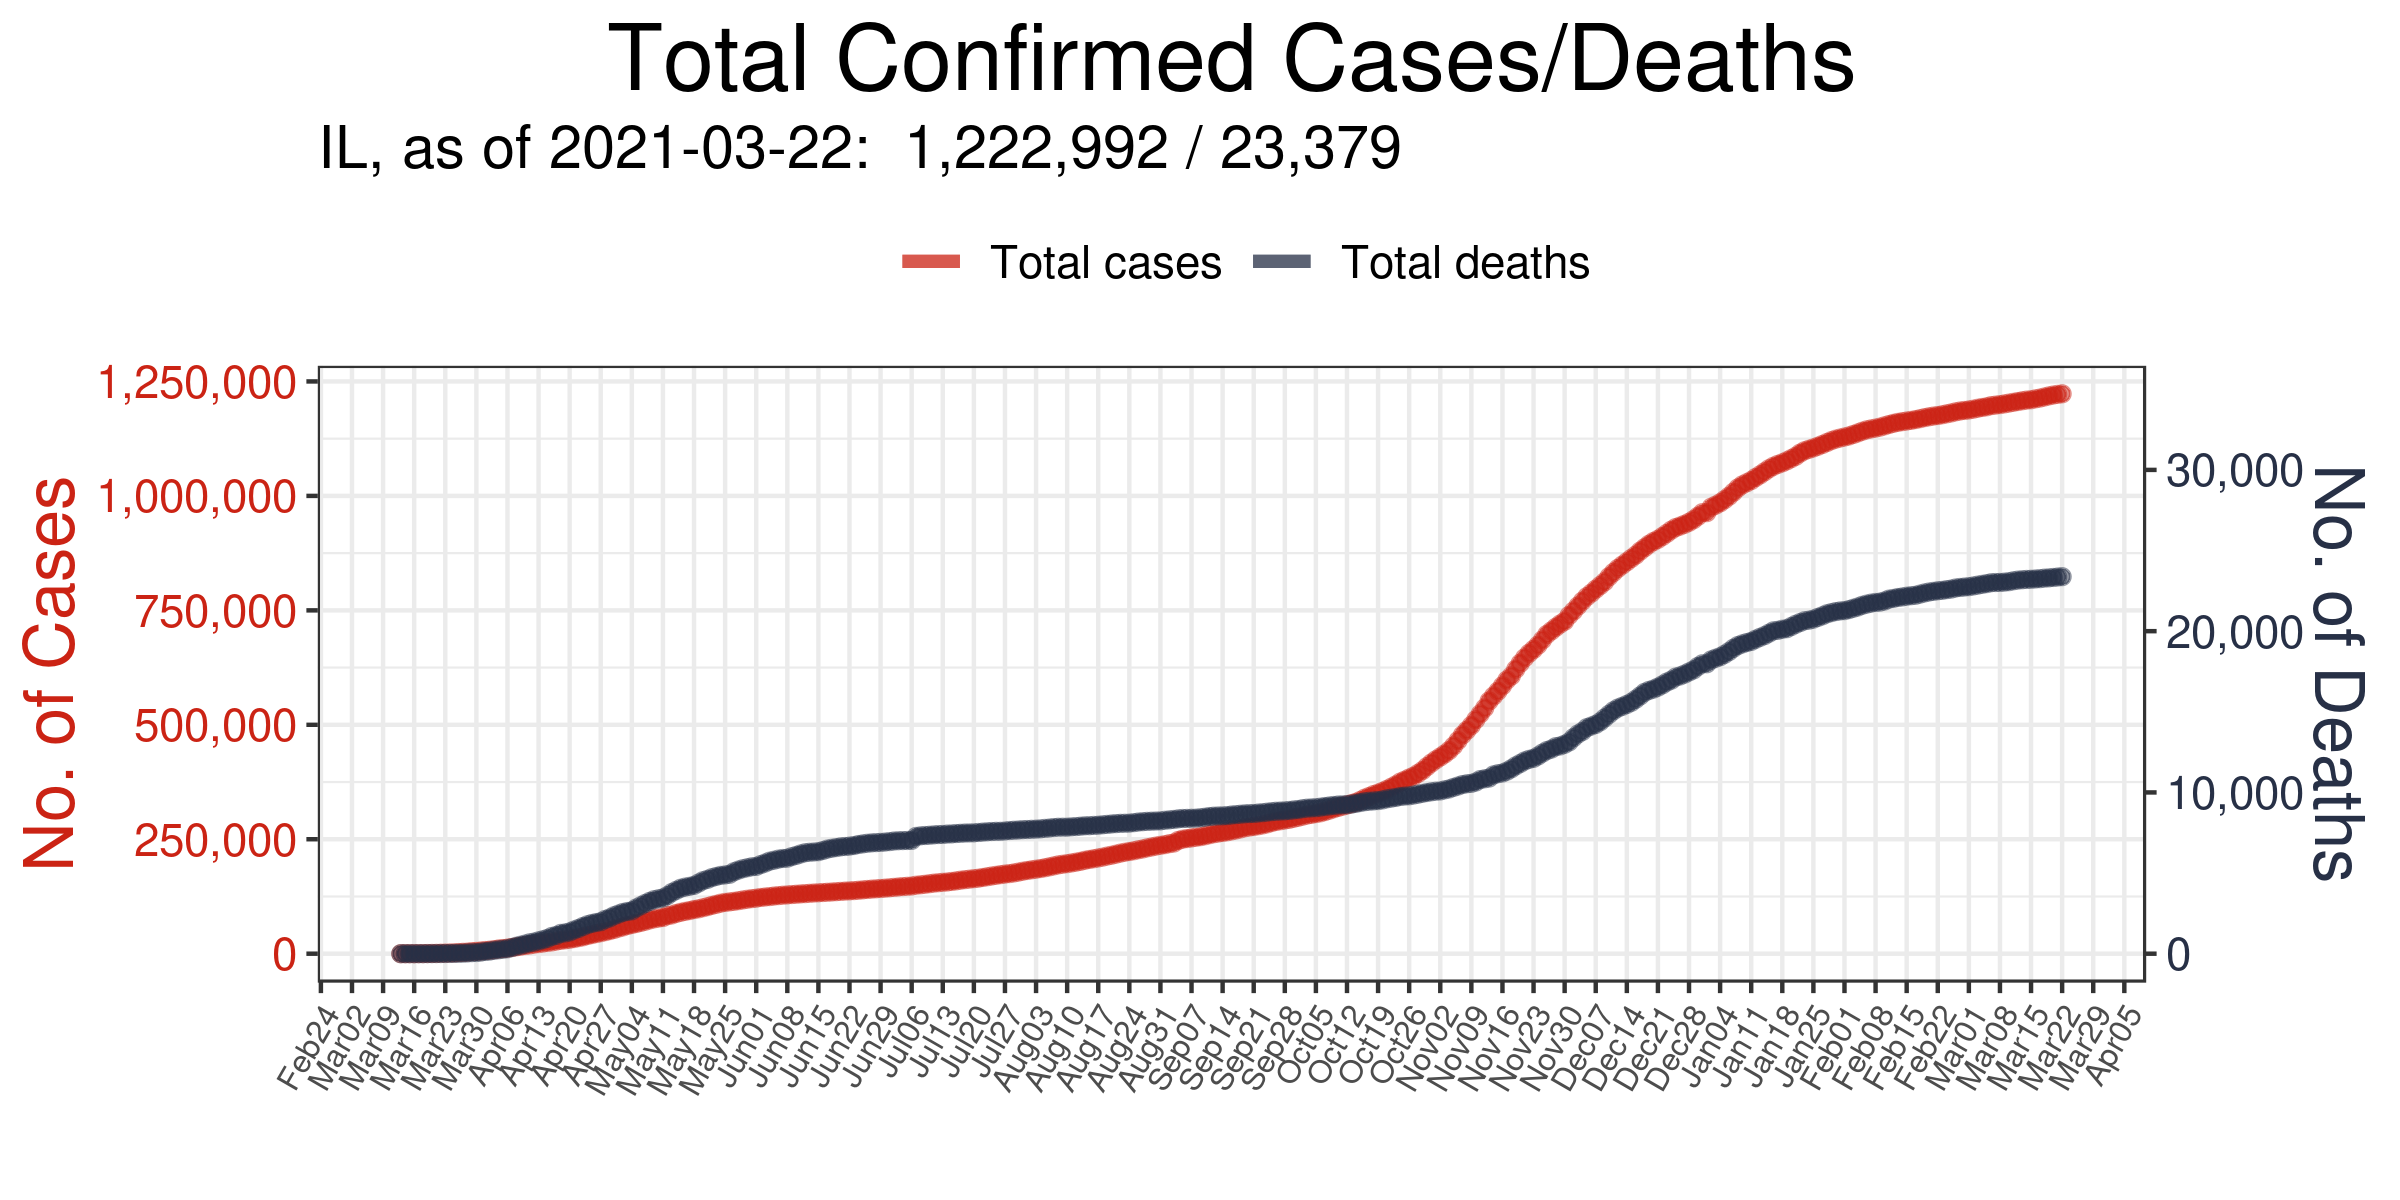 Total Confirmed Cases/Deaths
IL, as of 2021-03-22:  1,222,992 / 23,379
Total cases
Total deaths
No. of Cases
1,250,000
1,000,000
750,000
500,000
250,000
0
30,000
20,000
10,000
0
No. of Deaths
Feb24
Mar02
Mar09
Mar16
Mar23
Mar30
Apr06
Apr13
Apr20
Apr27
May04
May11
May18
May25
Jun01
Jun08
Jun15
Jun22
Jun29
Jul06
Jul13
Jul20
Jul27
Aug03
Aug10
Aug17
Aug24
Aug31
Sep07
Sep14
Sep21
Sep28
Oct05
Oct12
Oct19
Oct26
Nov02
Nov09
Nov16
Nov23
Nov30
Dec07
Dec14
Dec21
Dec28
Jan04
Jan11
Jan18
Jan25
Feb01
Feb08
Feb15
Feb22
Mar01
Mar08
Mar15
Mar22
Mar29
Apr05